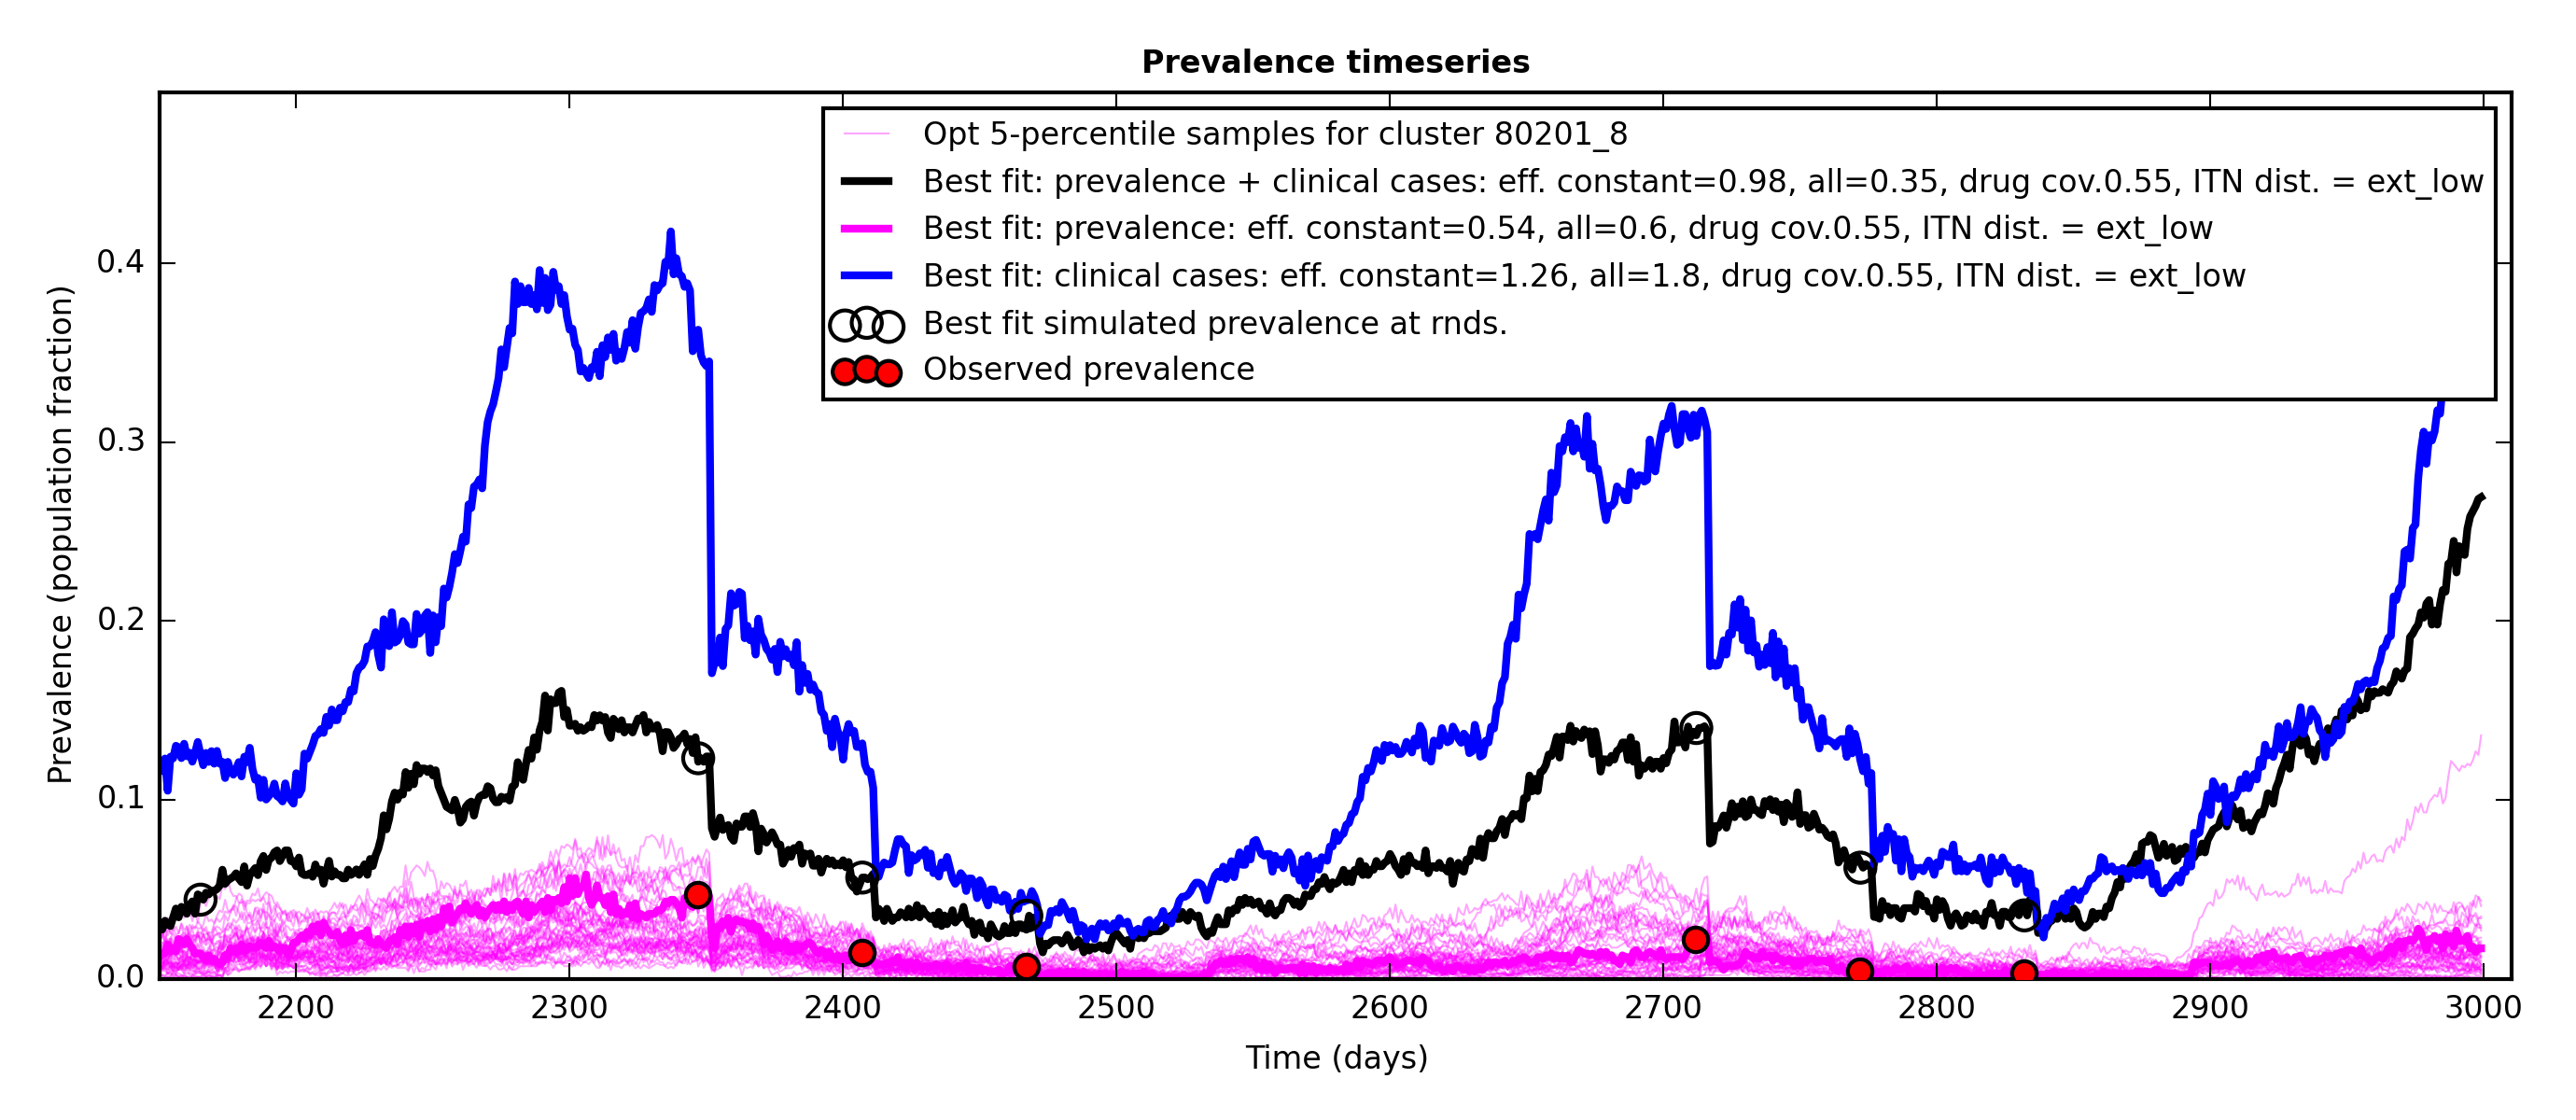 Prevalence timeseries
Opt 5-percentile samples for cluster 80201_8
Best fit: prevalence + clinical cases: eff. constant=0.98, all=0.35, drug cov.0.55, ITN dist. = ext_low
Best fit: prevalence: eff. constant=0.54, all=0.6, drug cov.0.55, ITN dist. = ext_low
Best fit: clinical cases: eff. constant=1.26, all=1.8, drug cov.0.55, ITN dist. = ext_low
Best fit simulated prevalence at rnds.
Observed prevalence
Prevalence (population fraction)
0.4
0.3
0.2
0.1
0.0
2200 2300 2400 2500 2600 2700 2800 2900 3000
Time (days)